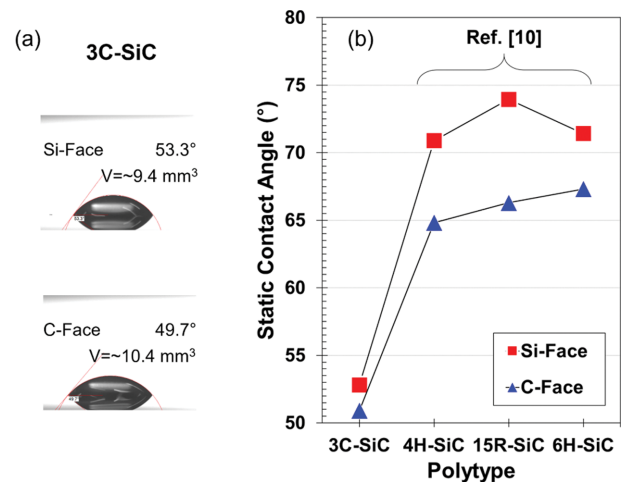 (a)
3C-SiC
Si-Face 53.3°
V=~9.4 mm³
C-Face 49.7°
V=~10.4 mm³
(b)
Ref. [10]
Static Contact Angle (°)
80
75
70
65
60
55
50
Si-Face
C-Face
3C-SiC 4H-SiC 15R-SiC 6H-SiC
Polytype